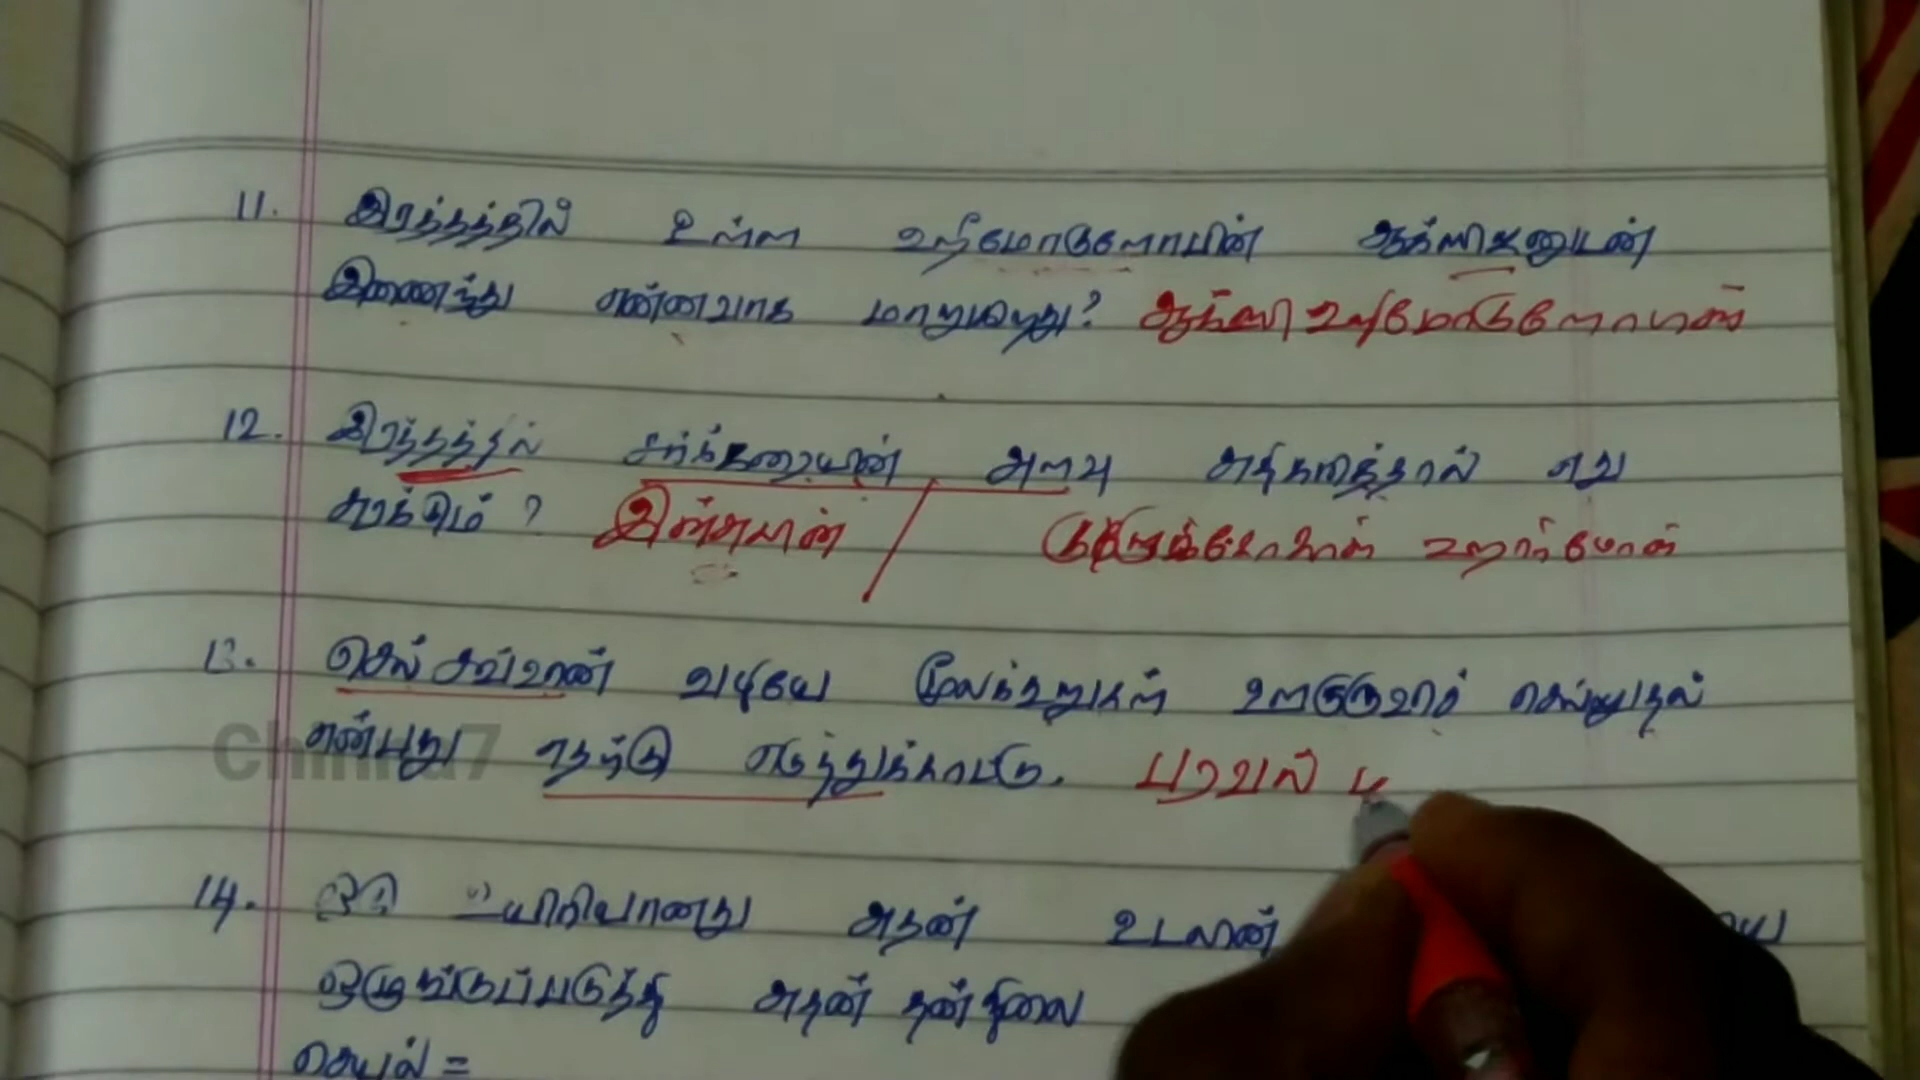 11. இரத்தத்தில் உள்ள ஹீமோகுளோபின் ஆக்ஸிஜனுடன்
இணைந்து என்னவாக மாறுகிறது? ஆக்ஸி ஹீமோகுளோபின்
12. இரத்தத்தில் சர்க்கரையின் அளவு அதிகரித்தால் எது
சுரக்கும்? இன்சுலின் / குளுக்கோகான் ஹார்மோன்
13. செல் சவ்வின் வழியே மூலக்கூறுகள் ஊடுருவிச் செல்லுதல்
என்பது எதற்கு எடுத்துக்காட்டு. பரவல்
Chithra7
14. ஒரு உயிரியானது அதன் உடலின்
ஒழுங்குப்படுத்தி அதன் தன்நிலை
செயல் =